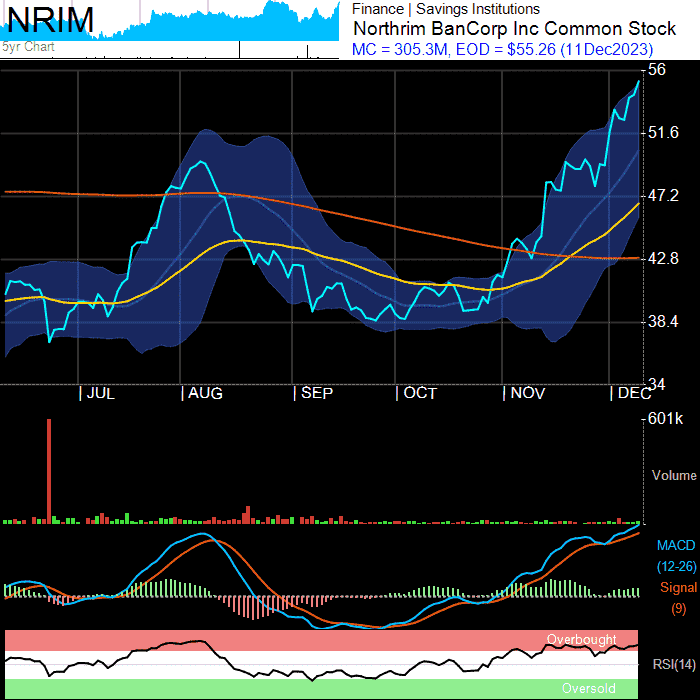 NRIM
5yr Chart
Finance | Savings Institutions
Northrim BanCorp Inc Common Stock
MC = 305.3M, EOD = $55.26 (11Dec2023)
56
51.6
47.2
42.8
38.4
34
| JUL | AUG | SEP | OCT | NOV | DEC
601k
Volume
MACD
(12-26)
Signal
(9)
Overbought
RSI(14)
Oversold